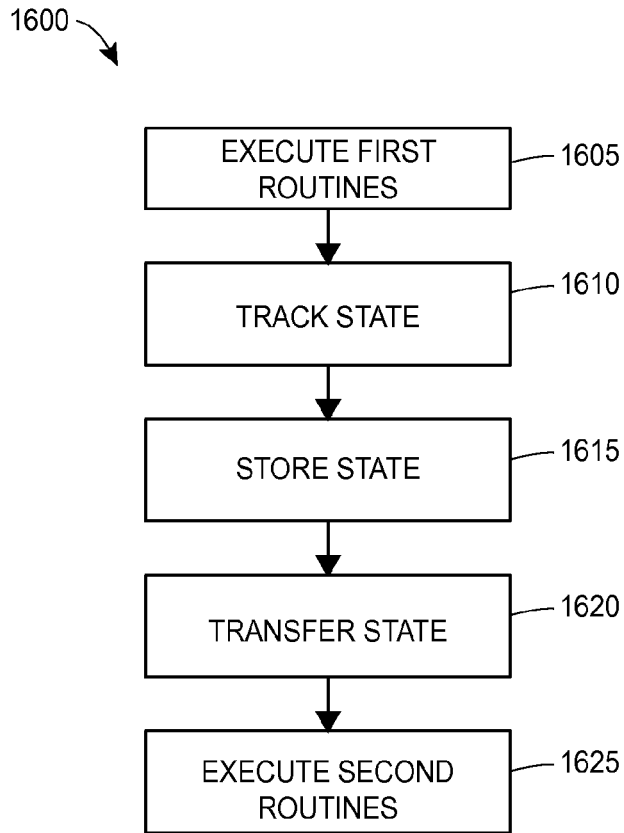 1600
EXECUTE FIRST
ROUTINES
1605
TRACK STATE
1610
STORE STATE
1615
TRANSFER STATE
1620
EXECUTE SECOND
ROUTINES
1625